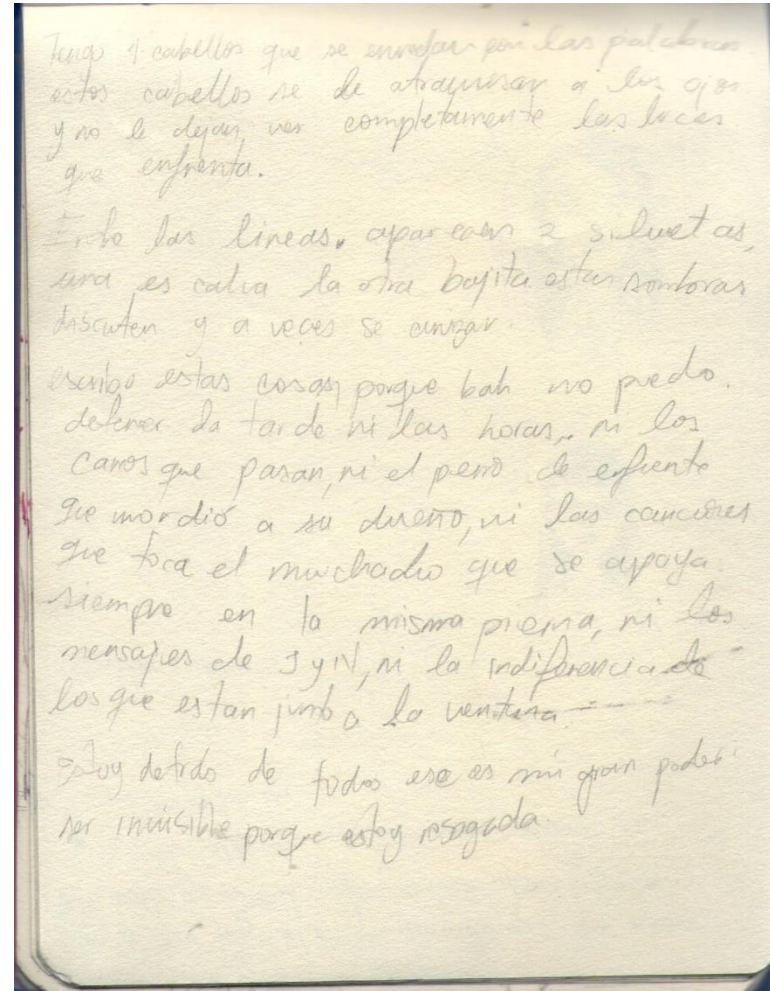 Tengo 4 cabellos que se enredan con las palabras.
estos cabellos se de atraviesan a los ojos
y no le dejan ver completamente las luces
que enfrenta.
Entre las lineas. aparecen 2 siluetas,
una es calva la otra bajita estas sombras
discuten y a veces se
escribo estas cosas, porque bah no puedo.
detener la tarde ni las horas, ni los
carros que pasan, ni el perro de enfrente
que mordió a su dueño, ni las canciones
que toca el muchacho que se apoya
siempre en la misma pierna, ni los
mensajes de J y N, ni la indiferencia de
los que estan junto a la ventana
Estoy detrás de todos ese es mi gran poder:
ser invisible porque estoy resagada.